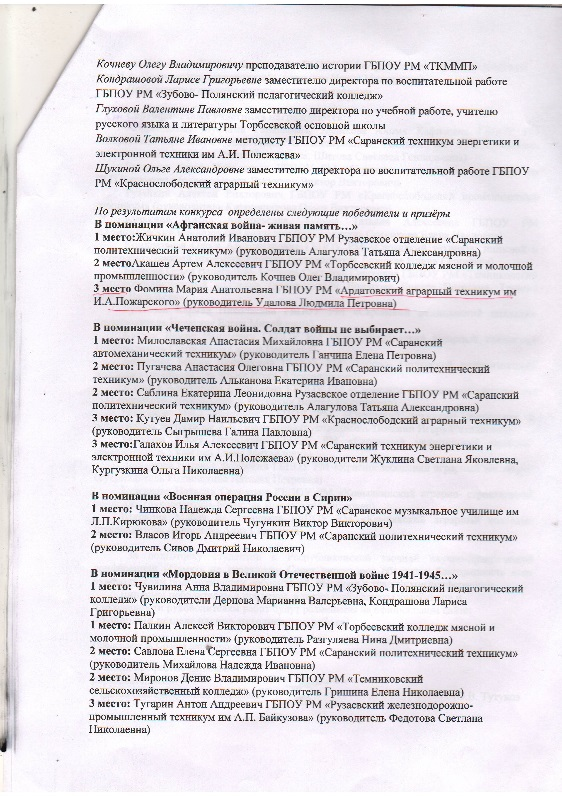 Кочневу Олегу Владимировичу преподавателю истории ГБПОУ РМ «ТКММП»
Кондрашовой Ларисе Григорьевне заместителю директора по воспитательной работе
ГБПОУ РМ «Зубово- Полянский педагогический колледж»
Глуховой Валентине Павловне заместителю директора по учебной работе, учителю
русского языка и литературы Торбеевской основной школы
Волковой Татьяне Ивановне методисту ГБПОУ РМ «Саранский техникум энергетики и
электронной техники им А.И. Полежаева»
Щукиной Ольге Александровне заместителю директора по воспитательной работе ГБПОУ
РМ «Краснослободский аграрный техникум»
По результатам конкурса определены следующие победители и призёры
В номинации «Афганская война- живая память…»
1 место:Жичкин Анатолий Иванович ГБПОУ РМ Рузаевское отделение «Саранский
политехнический техникум» (руководитель Алагулова Татьяна Александровна)
2 местоАкашев Артем Алексеевич ГБПОУ РМ «Торбеевский колледж мясной и молочной
промышленности» (руководитель Кочнев Олег Владимирович)
3 место Фомина Мария Анатольевна ГБПОУ РМ «Ардатовский аграрный техникум им
И.А.Пожарского» (руководитель Удалова Людмила Петровна)
В номинации «Чеченская война. Солдат войны не выбирает…»
1 место: Милославская Анастасия Михайловна ГБПОУ РМ «Саранский
автомеханический техникум» (руководитель Ганчина Елена Петровна)
2 место: Пугачева Анастасия Олеговна ГБПОУ РМ «Саранский политехнический
техникум» (руководитель Альканова Екатерина Ивановна)
2 место: Саблина Екатерина Леонидовна Рузаевское отделение ГБПОУ РМ «Саранский
политехнический техникум» (руководитель Алагулова Татьяна Александровна)
3 место: Кутуев Дамир Наильевич ГБПОУ РМ «Краснослободский аграрный техникум»
(руководитель Сыгрышева Галина Павловна)
3 место:Галахов Илья Алексеевич ГБПОУ РМ «Саранский техникум энергетики и
электронной техники им А.И.Полежаева» (руководители Жуклина Светлана Яковлевна,
Кургузкина Ольга Николаевна)
В номинации «Военная операция России в Сирии»
1 место: Чинкова Надежда Сергеевна ГБПОУ РМ «Саранское музыкальное училище им
Л.П.Кирюкова» (руководитель Чугункин Виктор Викторович)
2 место: Власов Игорь Андреевич ГБПОУ РМ «Саранский политехнический техникум»
(руководитель Сивов Дмитрий Николаевич)
В номинации «Мордовия в Великой Отечественной войне 1941-1945…»
1 место: Чувилина Анна Владимировна ГБПОУ РМ «Зубово- Полянский педагогический
колледж» (руководители Дернова Марианна Валерьевна, Кондрашова Лариса
Григорьевна)
1 место: Палкин Алексей Викторович ГБПОУ РМ «Торбеевский колледж мясной и
молочной промышленности» (руководитель Разгуляева Нина Дмитриевна)
2 место: Савлова Елена Сергеевна ГБПОУ РМ «Саранский политехнический техникум»
(руководитель Михайлова Надежда Ивановна)
2 место: Миронов Денис Владимирович ГБПОУ РМ «Темниковский
сельскохозяйственный колледж» (руководитель Гришина Елена Николаевна)
3 место: Тугарин Антон Андреевич ГБПОУ РМ «Рузаевский железнодорожно-
промышленный техникум им А.П. Байкузова» (руководитель Федотова Светлана
Николаевна)